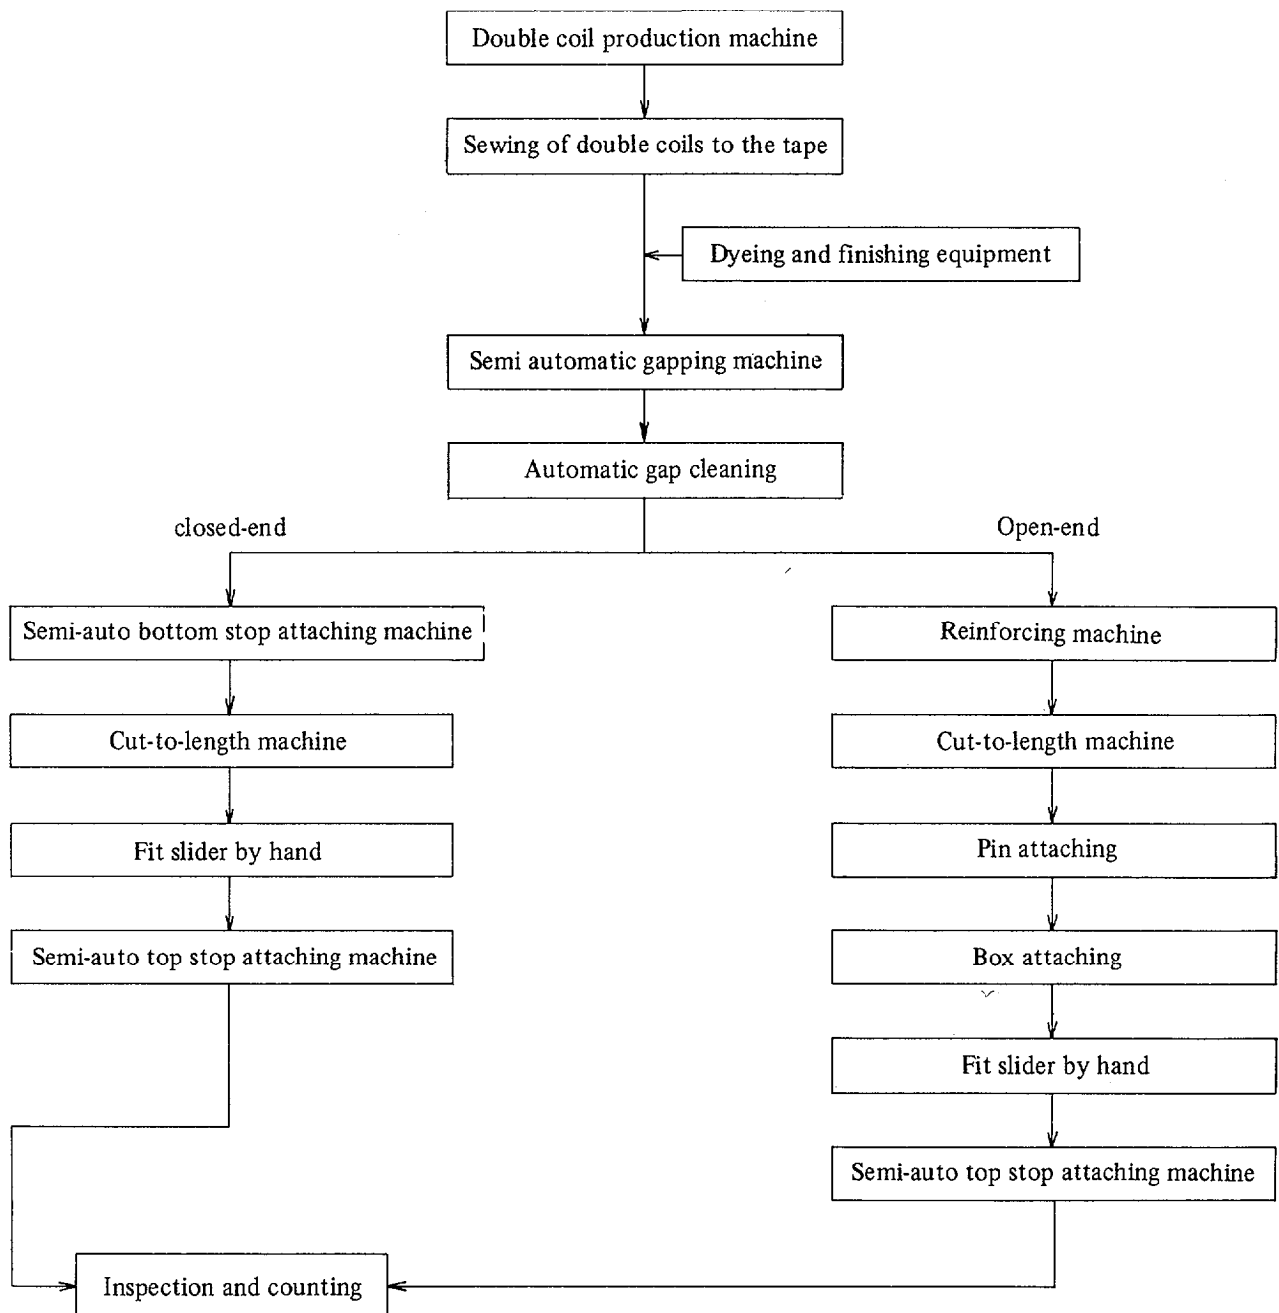 Double coil production machine
Sewing of double coils to the tape
Dyeing and finishing equipment
Semi automatic gapping machine
Automatic gap cleaning
closed-end
Open-end
Semi-auto bottom stop attaching machine
Reinforcing machine
Cut-to-length machine
Cut-to-length machine
Fit slider by hand
Pin attaching
Semi-auto top stop attaching machine
Box attaching
Fit slider by hand
Semi-auto top stop attaching machine
Inspection and counting